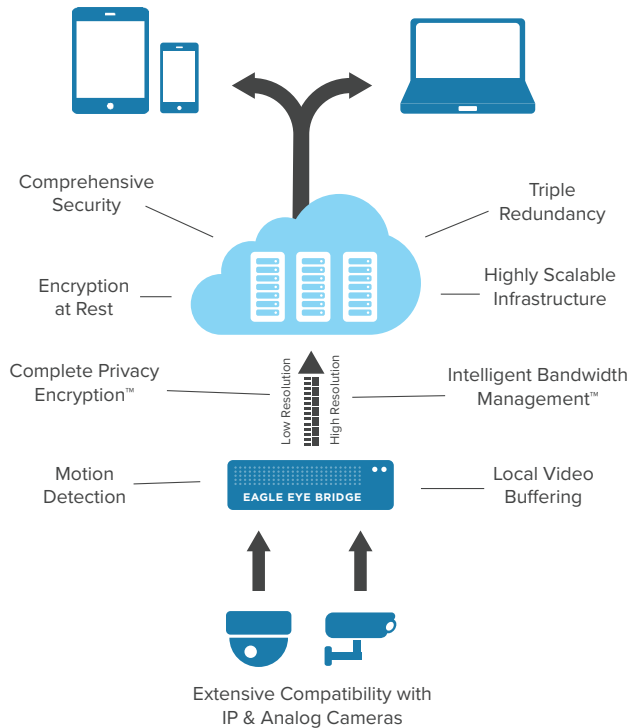 Comprehensive
Security
Triple
Redundancy
Encryption
at Rest
Highly Scalable
Infrastructure
Complete Privacy
Encryption™
Low Resolution
High Resolution
Intelligent Bandwidth
Management™
Motion
Detection
EAGLE EYE BRIDGE
Local Video
Buffering
Extensive Compatibility with
IP & Analog Cameras